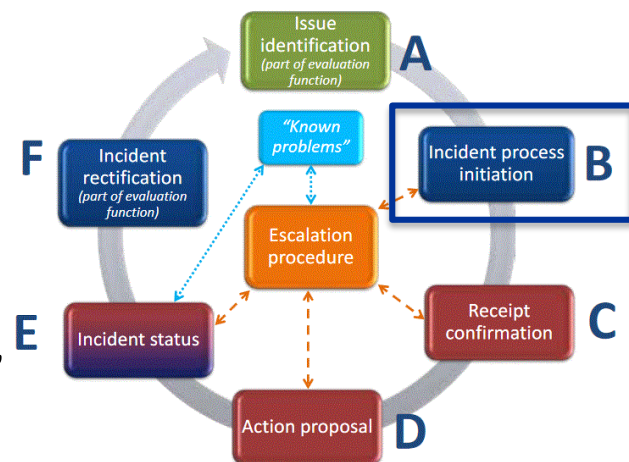 Issue
identification
(part of evaluation
function)
A
"Known
problems"
F
Incident
rectification
(part of evaluation
function)
Incident process
initiation
B
Escalation
procedure
E
Incident status
Receipt
confirmation
C
,
Action proposal
D